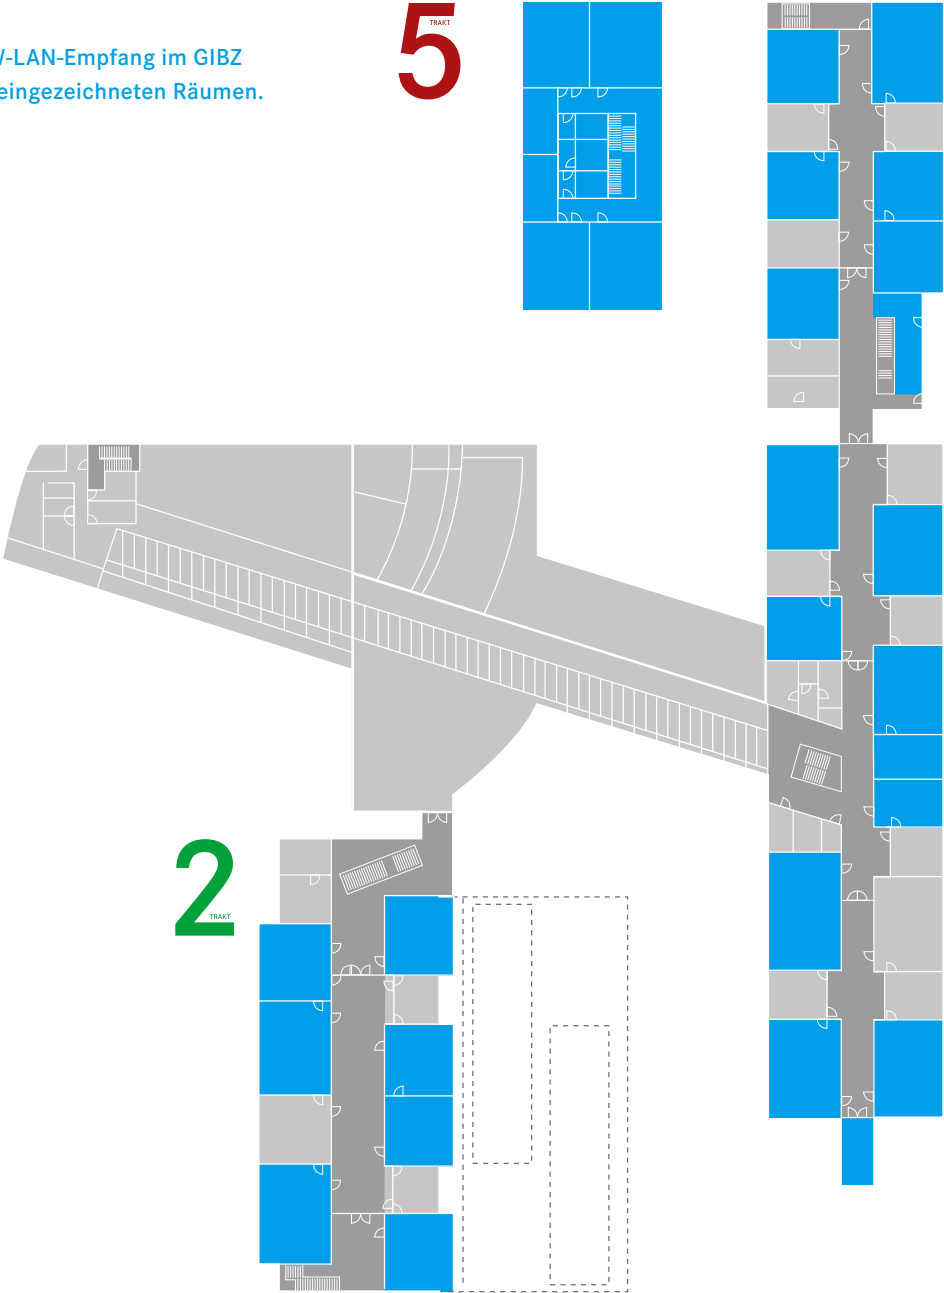 -LAN-Empfang im GIBZ
eingezeichneten Räumen.
5
TRAKT
2
TRAKT